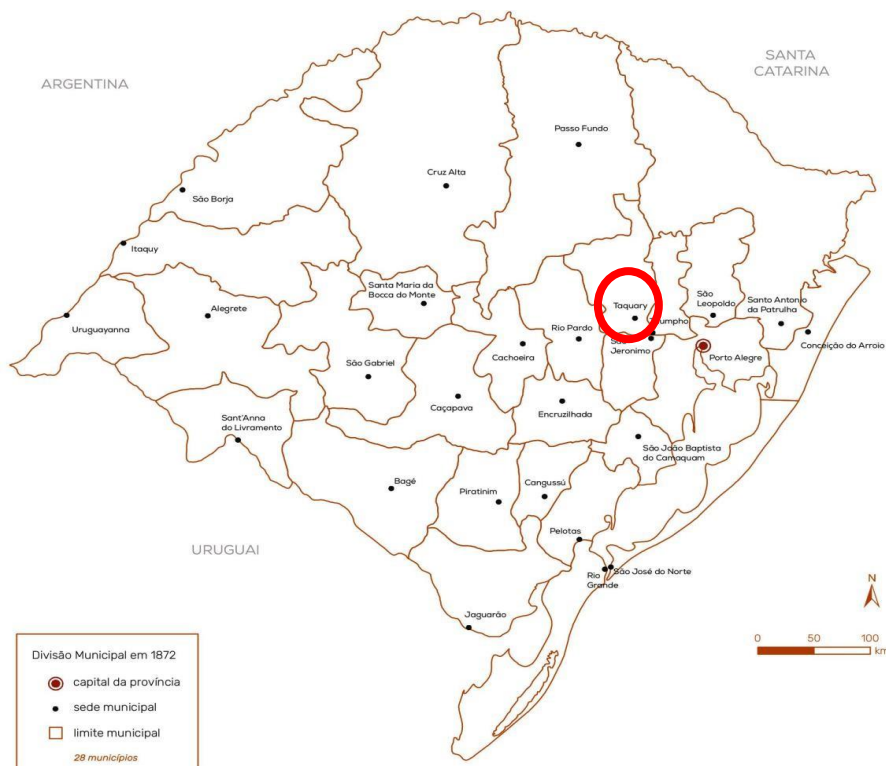 SANTA
CATARINA
ARGENTINA
Passo Fundo
Cruz Alta
São Borja
Itaquy
Santa Maria da
Bocca do Monte
Taquary
São
Leopoldo
Santo Antonio
da Patrulha
Alegrete
Uruguayanna
Rio Pardo
Jeronimo
Conceição do Arroio
Cachoeira
Porto Alegre
São Gabriel
Caçapava
Encruzilhada
Sant'Anna
do Livramento
São João Baptista
do Camaquam
Bagé
Piratinim
Cangussú
Pelotas
URUGUAI
Rio
Grande
São José do Norte
Jaguarão
N
0 50 100
km
Divisão Municipal em 1872
capital da província
sede municipal
limite municipal
28 municípios